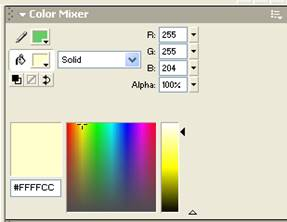 Color Mixer
R: 255
Solid
G: 255
B: 204
Alpha: 100%
#FFFFCC